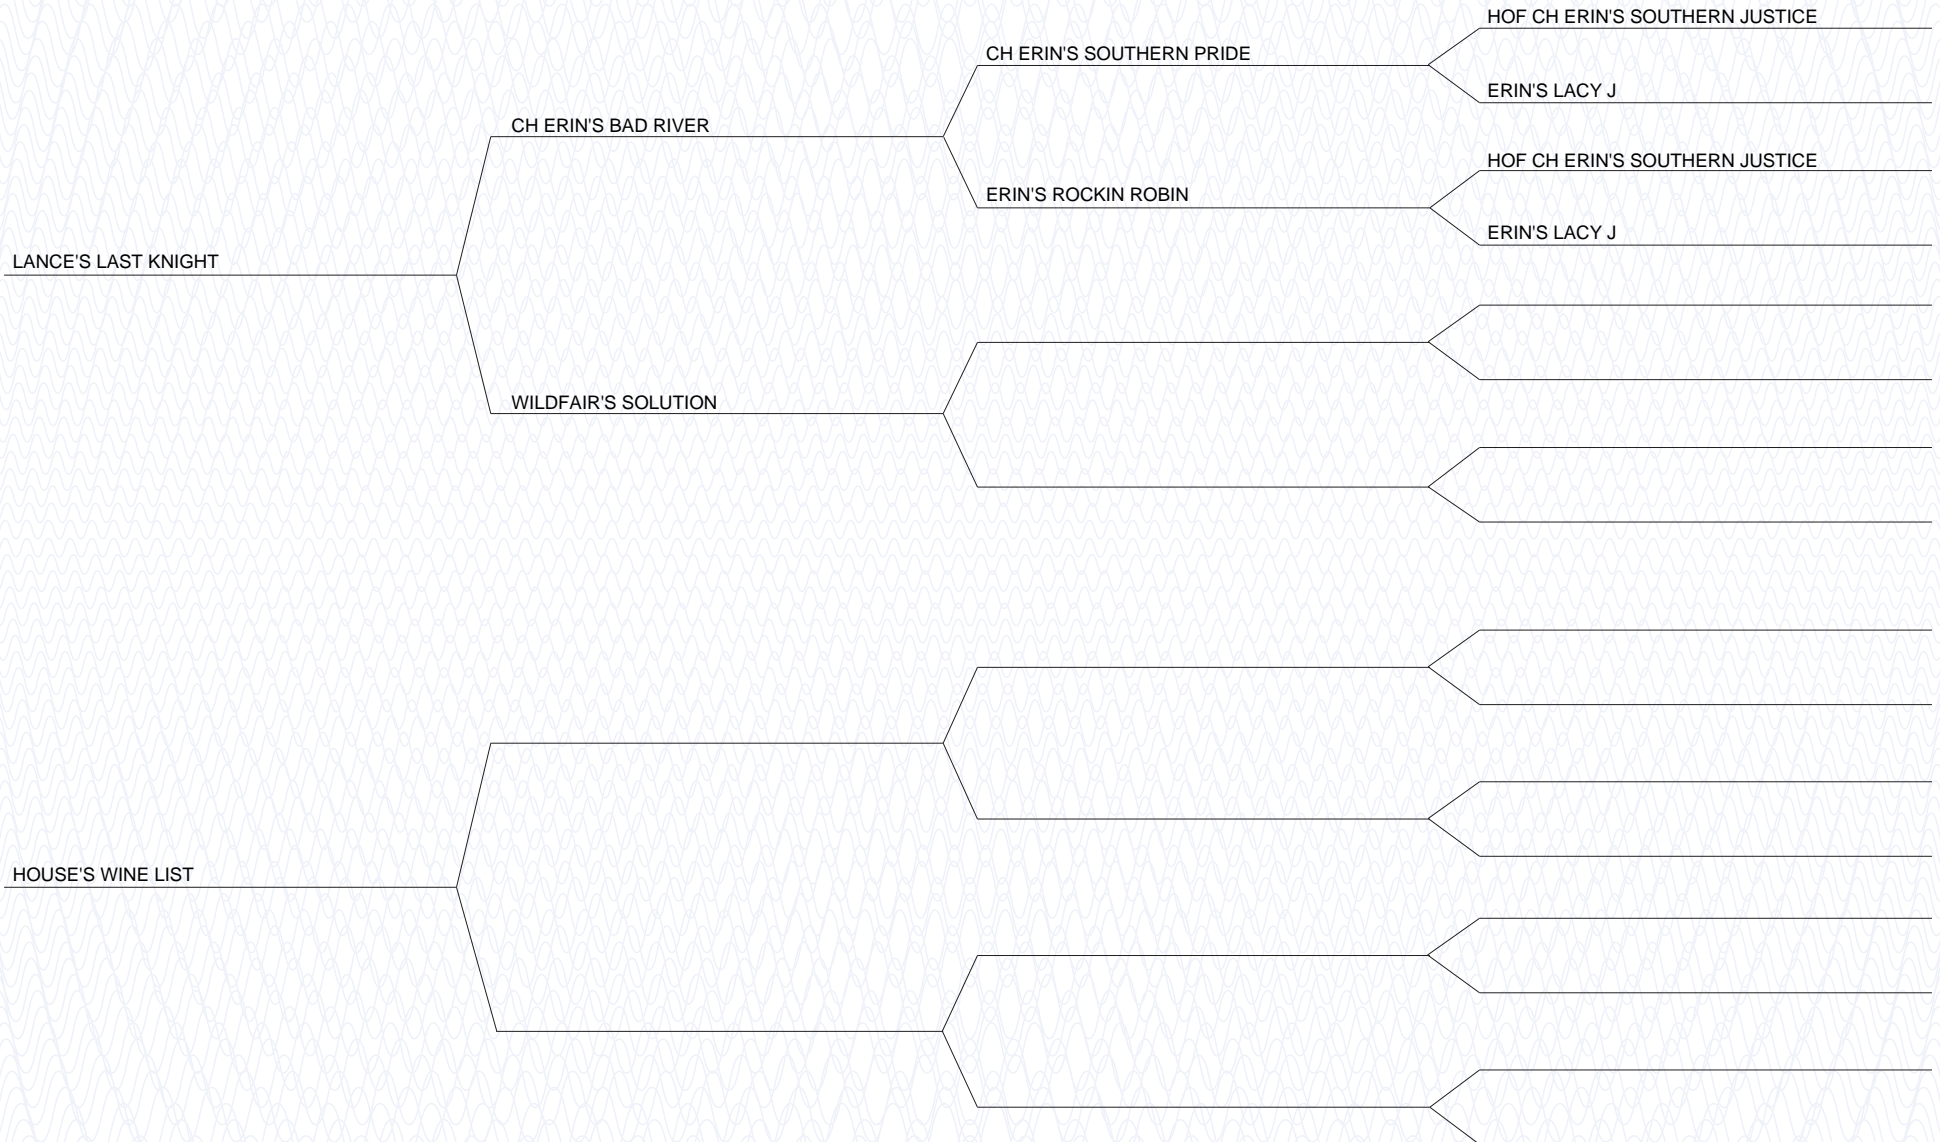 HOF CH ERIN'S SOUTHERN JUSTICE
CH ERIN'S SOUTHERN PRIDE
ERIN'S LACY J
CH ERIN'S BAD RIVER
HOF CH ERIN'S SOUTHERN JUSTICE
ERIN'S ROCKIN ROBIN
ERIN'S LACY J
LANCE'S LAST KNIGHT
WILDFAIR'S SOLUTION
HOUSE'S WINE LIST